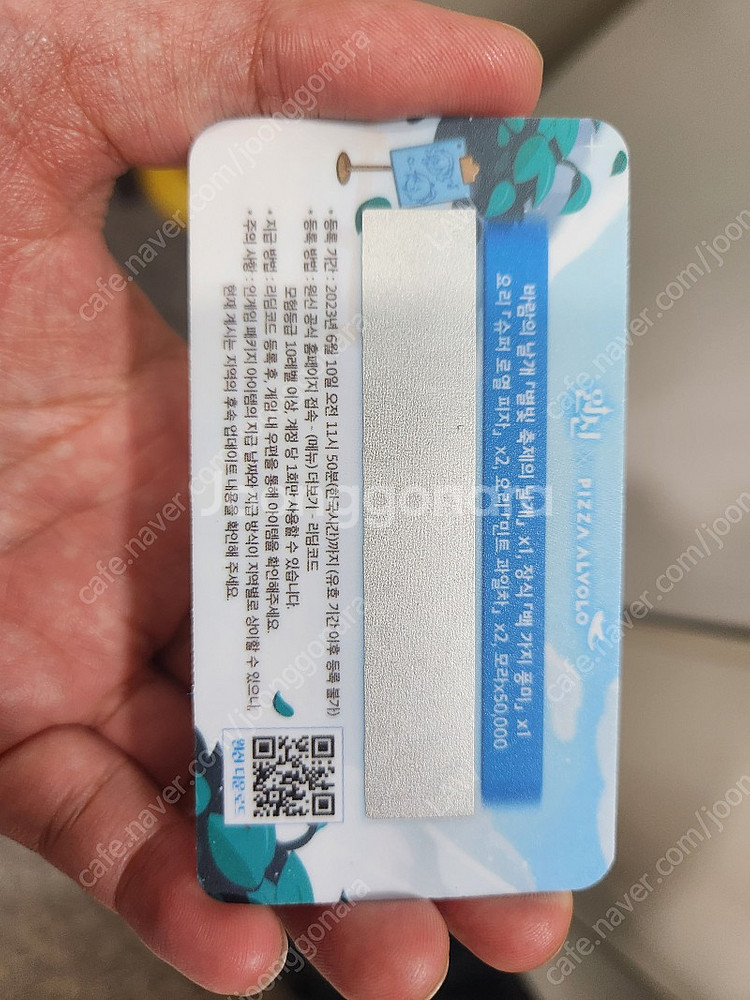 원신 × PIZZA ALVOLO
바람의 날개「별빛 축제의 날개」x1, 장식「백 가지 풍미」x1
요리「슈퍼 로열 피자」x2, 요리「민트 과일차」x2, 모라x50,000
• 등록 기간 : 2023년 6월 10일 오전 11시 50분(한국시간)까지 (유효 기간 이후 등록 불가)
• 등록 방법 : 원신 공식 홈페이지 접속 - (메뉴) 더보기 - 리딤코드
모험등급 10레벨 이상, 계정 당 1회만 사용할 수 있습니다.
• 지급 방법 : 리딤코드 등록 후, 게임 내 우편을 통해 아이템을 확인해주세요.
• 주의 사항 : 인게임 패키지 아이템의 지급 날짜와 지급 방식이 지역별로 상이할 수 있으니,
현재 게시는 지역의 후속 업데이트 내용을 확인해 주세요.
원신 다운로드
Joonggonara
cafe.naver.com/joonggonara